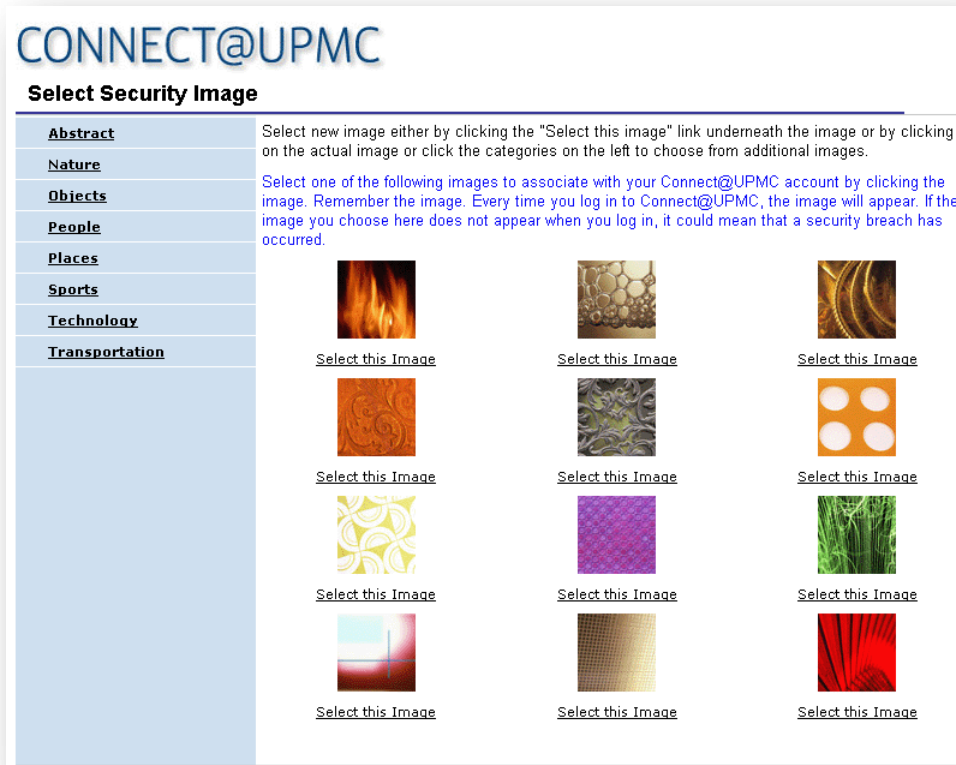 CONNECT@UPMC
Select Security Image
Abstract
Nature
Objects
People
Places
Sports
Technology
Transportation
Select new image either by clicking the "Select this image" link underneath the image or by clicking
on the actual image or click the categories on the left to choose from additional images.
Select one of the following images to associate with your Connect@UPMC account by clicking the
image. Remember the image. Every time you log in to Connect@UPMC, the image will appear. If the
image you choose here does not appear when you log in, it could mean that a security breach has
occurred.
Select this Image Select this Image Select this Image
Select this Image Select this Image Select this Image
Select this Image Select this Image Select this Image
Select this Image Select this Image Select this Image